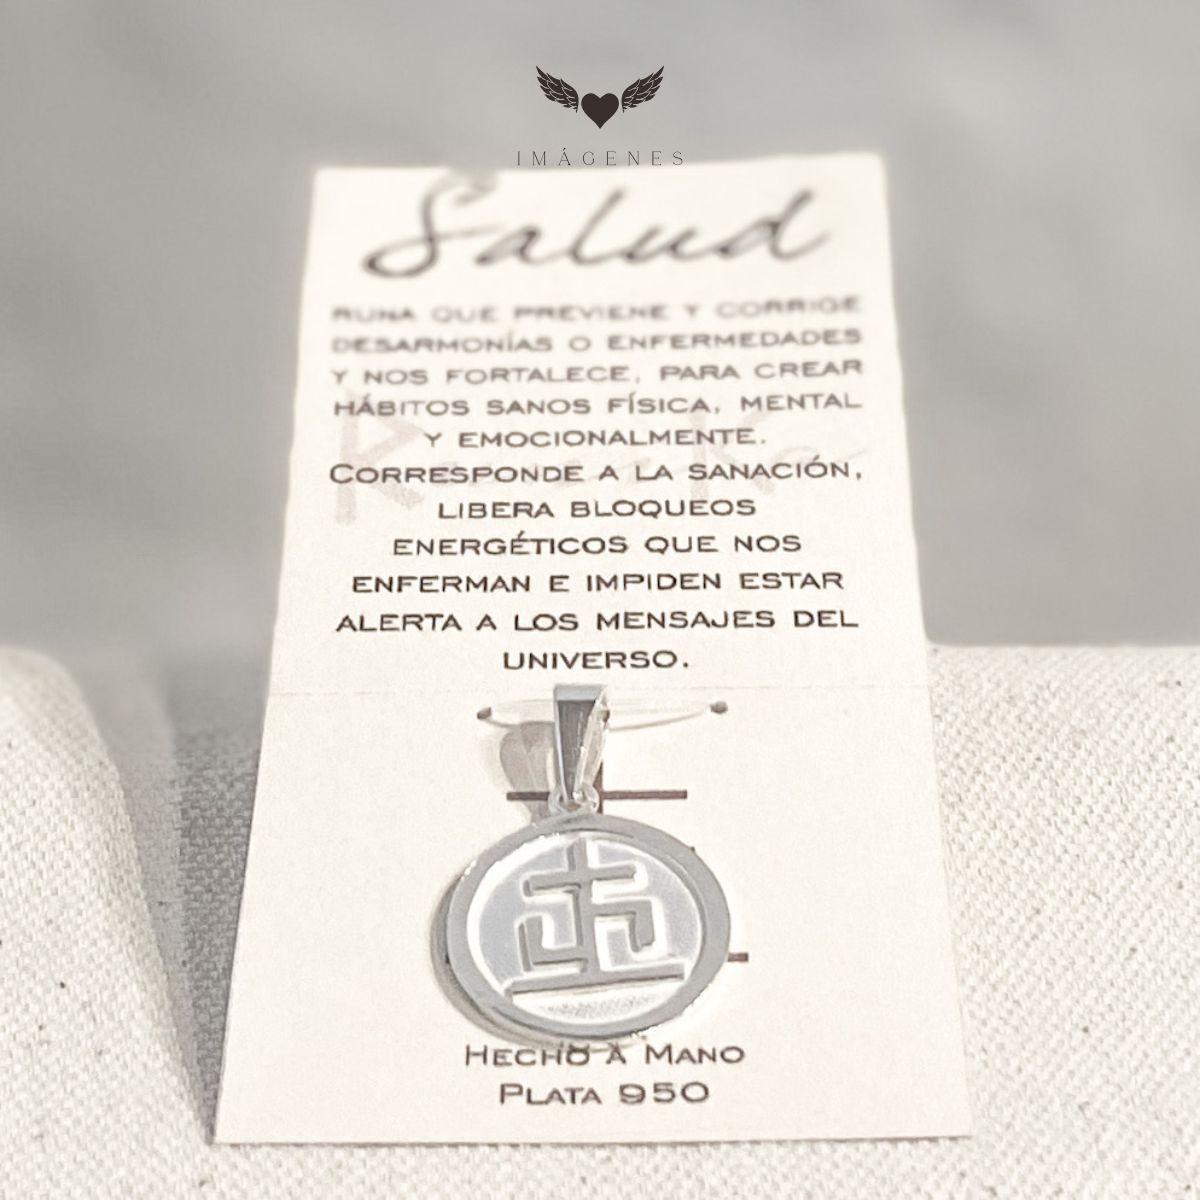 IMÁGENES
Salud
RUNA QUE PREVIENE Y CORRIGE
DESARMONÍAS O ENFERMEDADES
Y NOS FORTALECE, PARA CREAR
HÁBITOS SANOS FÍSICA, MENTAL
Y EMOCIONALMENTE.
CORRESPONDE A LA SANACIÓN,
LIBERA BLOQUEOS
ENERGÉTICOS QUE NOS
ENFERMAN E IMPIDEN ESTAR
ALERTA A LOS MENSAJES DEL
UNIVERSO.
HECHO A MANO
PLATA 950